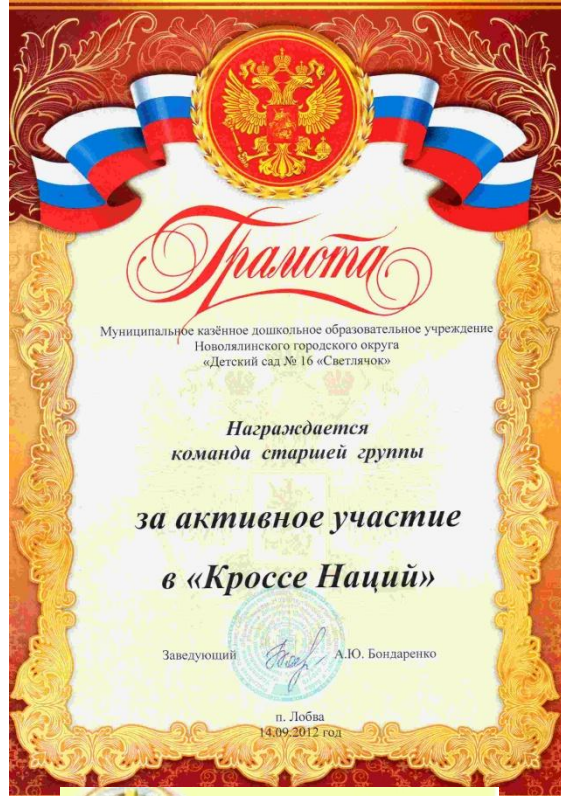 Грамота
Муниципальное казённое дошкольное образовательное учреждение
Новолялинского городского округа
«Детский сад № 16 «Светлячок»
Награждается
команда старшей группы
за активное участие
в «Кроссе Наций»
Заведующий А.Ю. Бондаренко
п. Лобва
14.09.2012 год